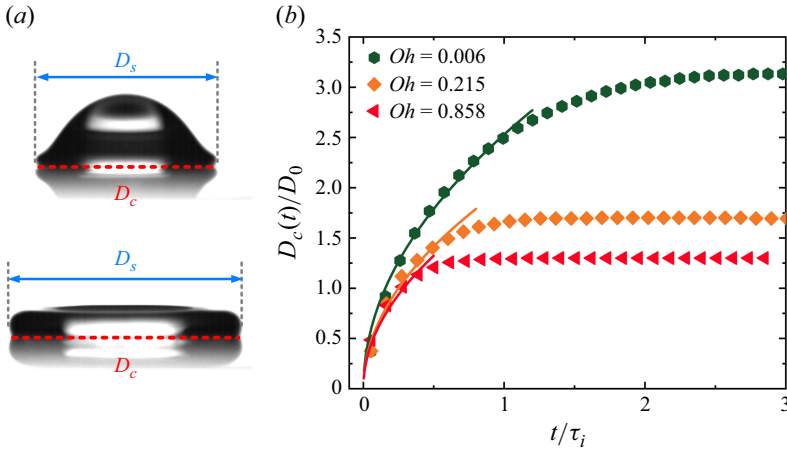 (a)
D_s
D_c
D_s
D_c
(b)
Oh = 0.006
Oh = 0.215
Oh = 0.858
D_c(t)/D_0
3.5
3.0
2.5
2.0
1.5
1.0
0.5
0
0
1
2
3
t/τ_i